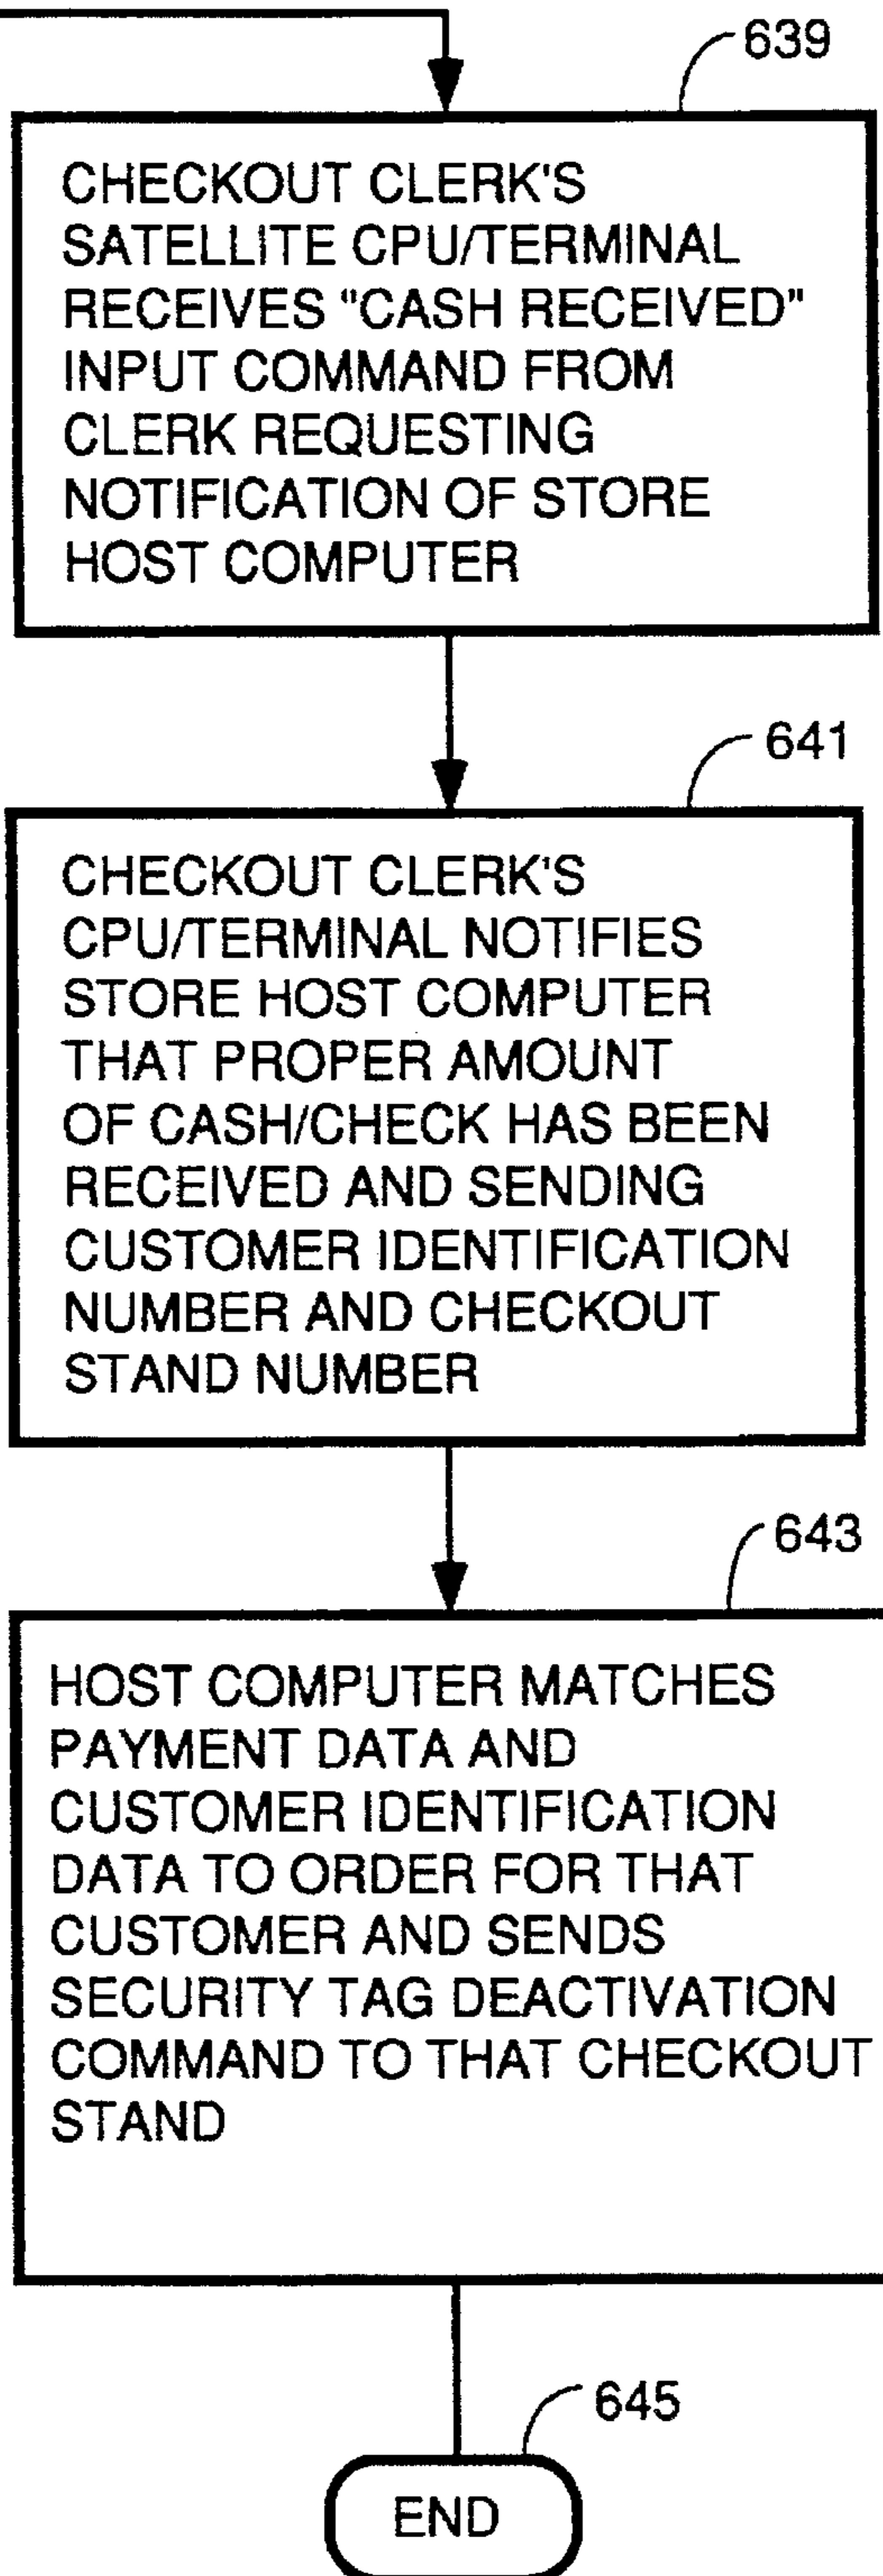 639
CHECKOUT CLERK'S
SATELLITE CPU/TERMINAL
RECEIVES "CASH RECEIVED"
INPUT COMMAND FROM
CLERK REQUESTING
NOTIFICATION OF STORE
HOST COMPUTER
641
CHECKOUT CLERK'S
CPU/TERMINAL NOTIFIES
STORE HOST COMPUTER
THAT PROPER AMOUNT
OF CASH/CHECK HAS BEEN
RECEIVED AND SENDING
CUSTOMER IDENTIFICATION
NUMBER AND CHECKOUT
STAND NUMBER
643
HOST COMPUTER MATCHES
PAYMENT DATA AND
CUSTOMER IDENTIFICATION
DATA TO ORDER FOR THAT
CUSTOMER AND SENDS
SECURITY TAG DEACTIVATION
COMMAND TO THAT CHECKOUT
STAND
645
END